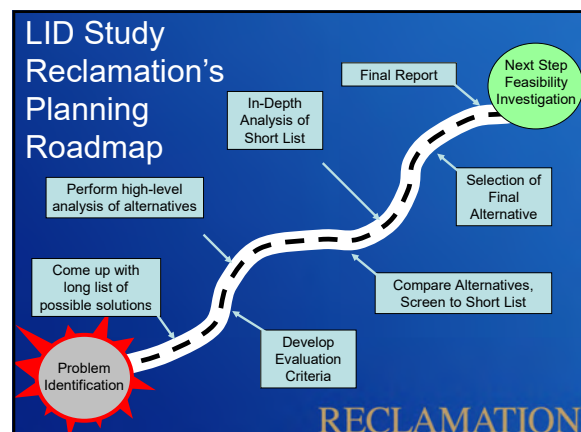 LID Study
Reclamation's
Planning
Roadmap
Final Report
Next Step
Feasibility
Investigation
In-Depth
Analysis of
Short List
Perform high-level
analysis of alternatives
Selection of
Final
Alternative
Come up with
long list of
possible solutions
Compare Alternatives,
Screen to Short List
Develop
Evaluation
Criteria
Problem
Identification
RECLAMATION